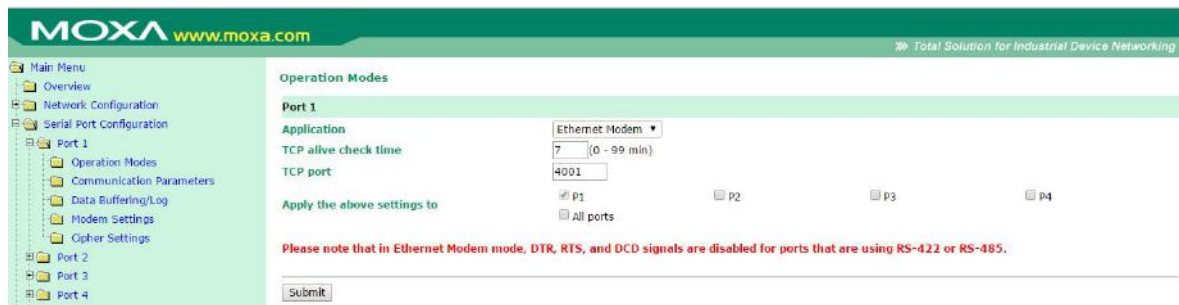 MOXA www.moxa.com
Total Solution for Industrial Device Networking
Main Menu
Overview
Network Configuration
Serial Port Configuration
Port 1
Operation Modes
Communication Parameters
Data Buffering/Log
Modem Settings
Cipher Settings
Port 2
Port 3
Port 4
Operation Modes
Port 1
Application Ethernet Modem
TCP alive check time 7 (0 - 99 min)
TCP port 4001
Apply the above settings to P1 P2 P3 P4
All ports
Please note that in Ethernet Modem mode, DTR, RTS, and DCD signals are disabled for ports that are using RS-422 or RS-485.
Submit